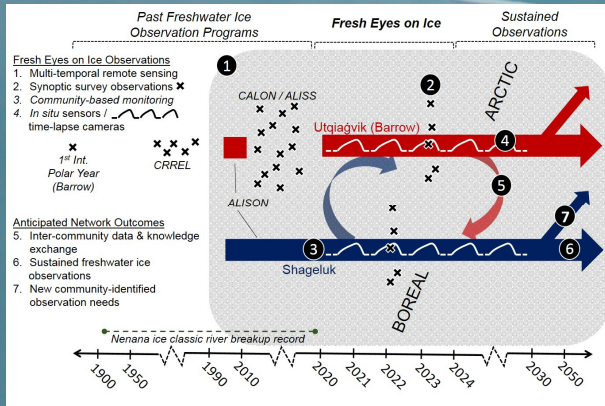 Past Freshwater Ice
Observation Programs
Fresh Eyes on Ice
Sustained
Observations
Fresh Eyes on Ice Observations
1. Multi-temporal remote sensing
2. Synoptic survey observations
3. Community-based monitoring
4. In situ sensors /
time-lapse cameras
1st Int.
Polar Year
(Barrow)
CRREL
Anticipated Network Outcomes
5. Inter-community data & knowledge
exchange
6. Sustained freshwater ice
observations
7. New community-identified
observation needs
1
CALON / ALISS
2
ARCTIC
Utqiaġvik (Barrow)
4
ALISON
5
7
3
6
Shageluk
BOREAL
Nenana ice classic river breakup record
1900 1950 1990 2010 2020 2021 2022 2023 2024 2030 2050